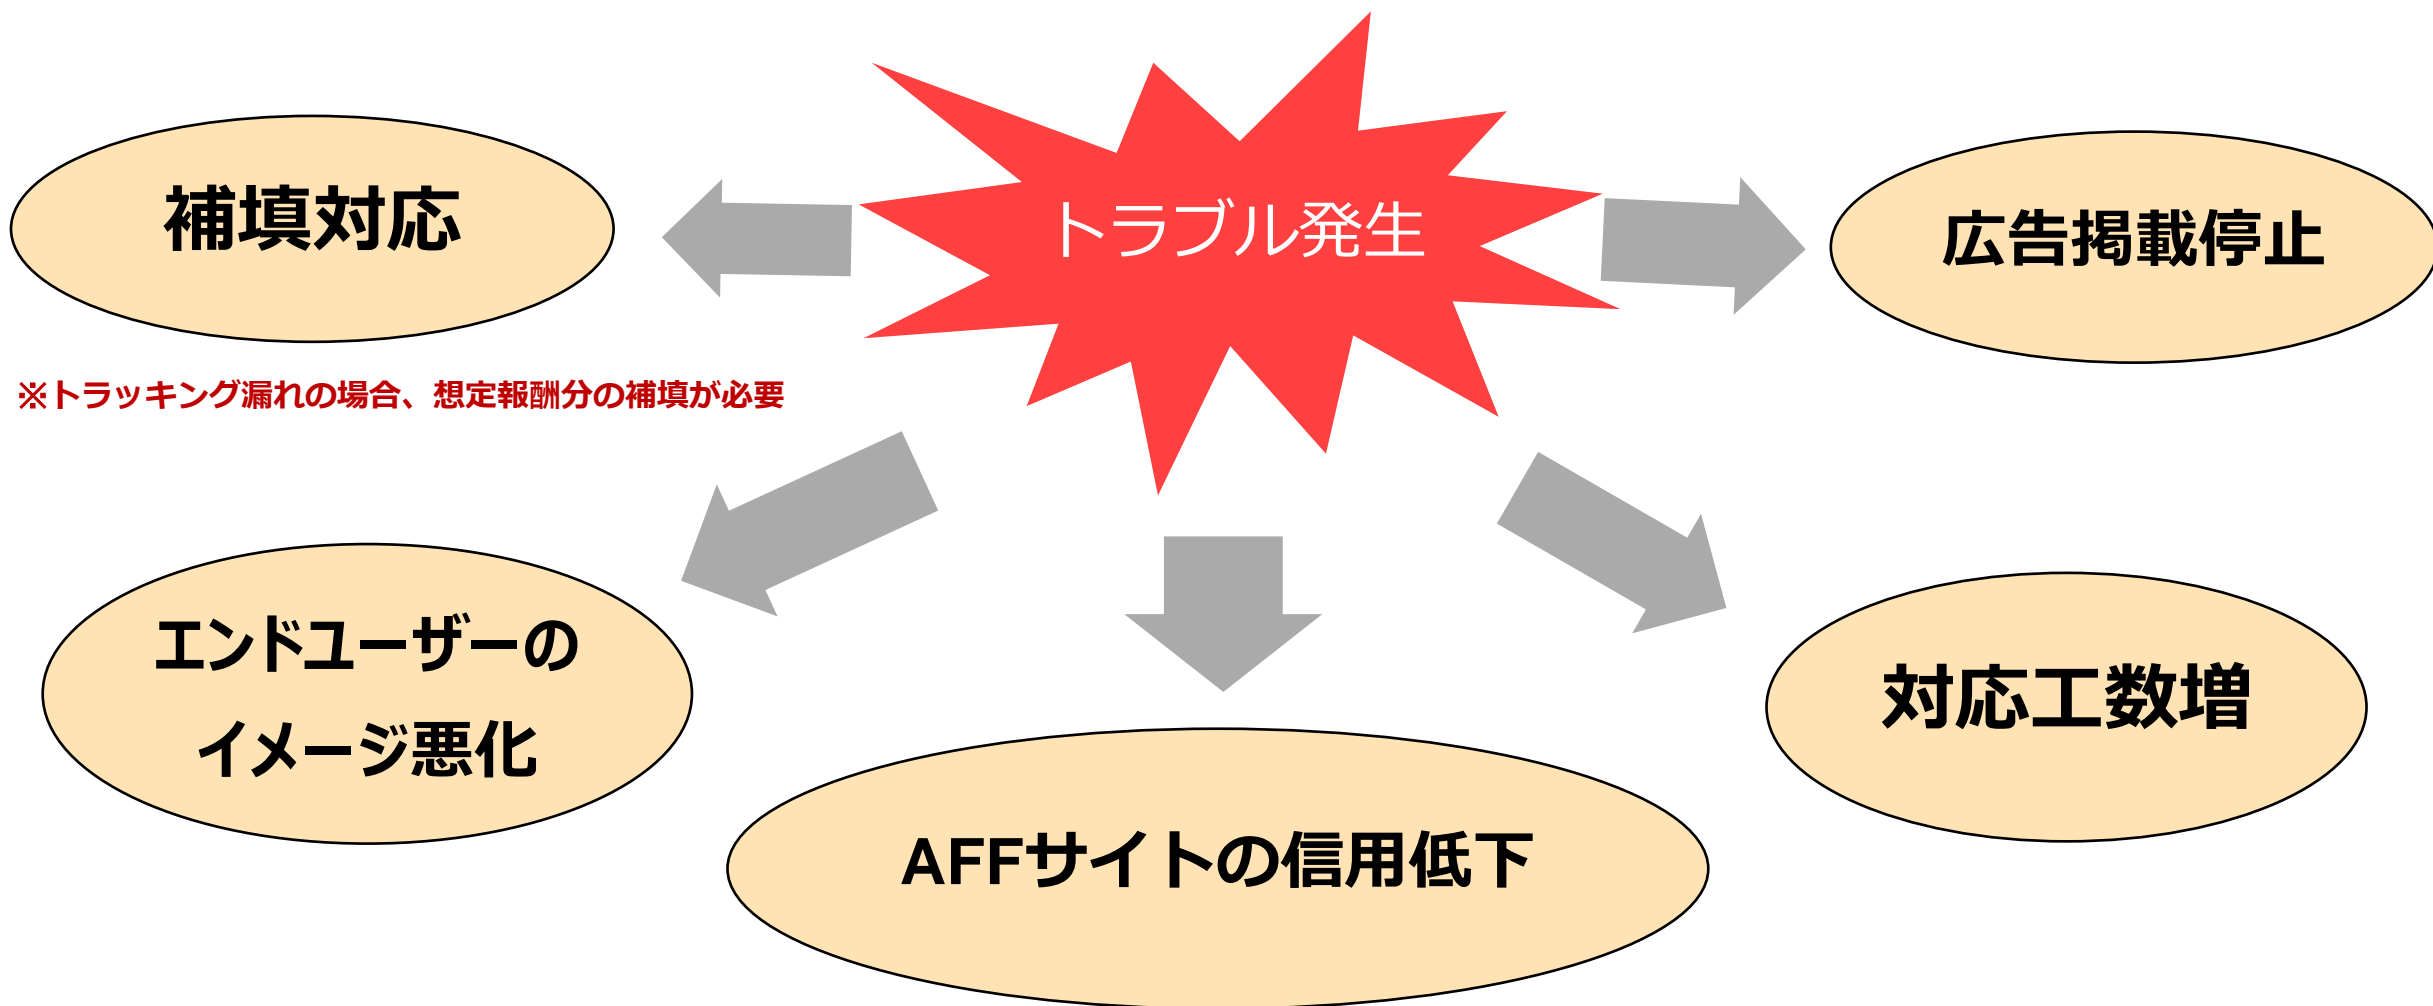 トラブル発生
補填対応
※トラッキング漏れの場合、想定報酬分の補填が必要
広告掲載停止
エンドユーザーの
イメージ悪化
AFFサイトの信用低下
対応工数増